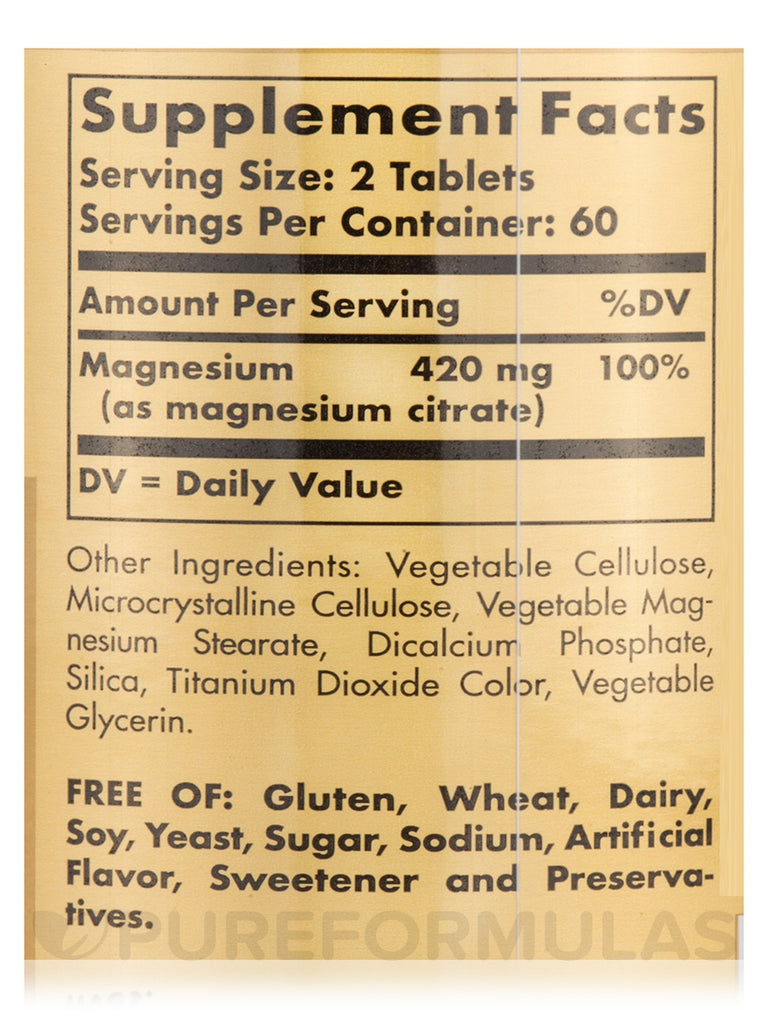 Supplement Facts
Serving Size: 2 Tablets
Servings Per Container: 60
Amount Per Serving %DV
Magnesium 420 mg 100%
(as magnesium citrate)
DV = Daily Value
Other Ingredients: Vegetable Cellulose,
Microcrystalline Cellulose, Vegetable Mag-
nesium Stearate, Dicalcium Phosphate,
Silica, Titanium Dioxide Color, Vegetable
Glycerin.
FREE OF: Gluten, Wheat, Dairy,
Soy, Yeast, Sugar, Sodium, Artificial
Flavor, Sweetener and Preserva-
tives.
PUREFORMULAS